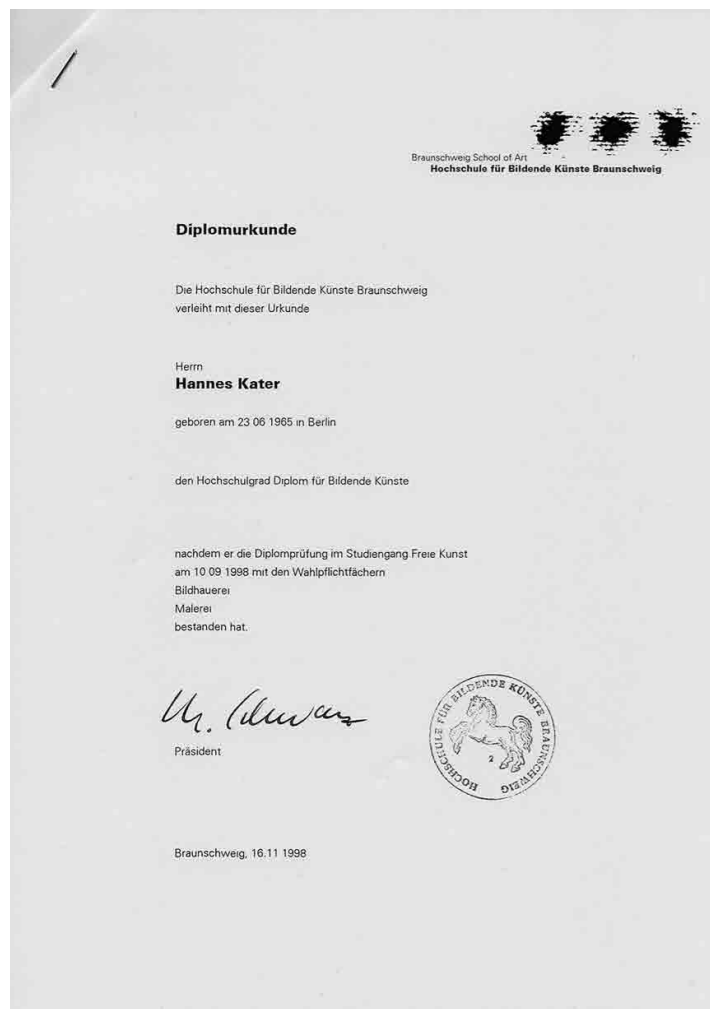 Braunschweig School of Art
Hochschule für Bildende Künste Braunschweig
Diplomurkunde
Die Hochschule für Bildende Künste Braunschweig
verleiht mit dieser Urkunde
Herrn
Hannes Kater
geboren am 23 06 1965 in Berlin
den Hochschulgrad Diplom für Bildende Künste
nachdem er die Diplomprüfung im Studiengang Freie Kunst
am 10 09 1998 mit den Wahlpflichtfächern
Bildhauerei
Malerei
bestanden hat.
Präsident
HOCHSCHULE FÜR BILDENDE KÜNSTE BRAUNSCHWEIG
2
Braunschweig, 16.11 1998